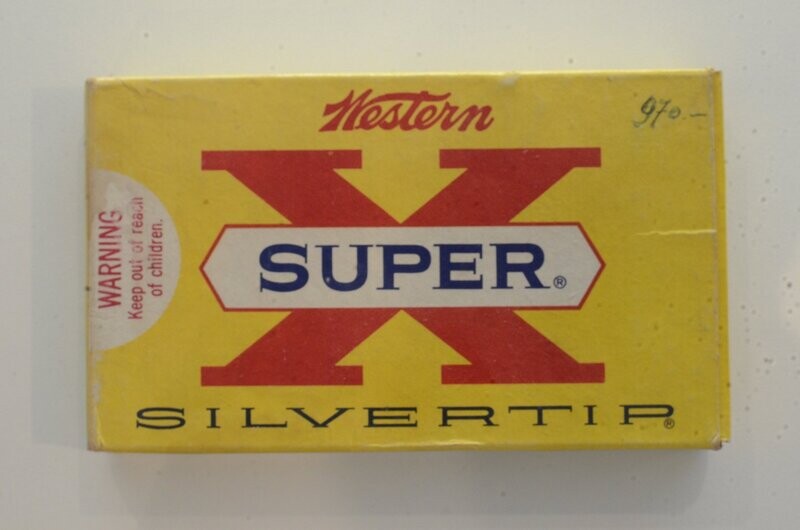 Western
970.-
X
SUPER®
SILVERTIP®
WARNING
Keep out of reach
of children.